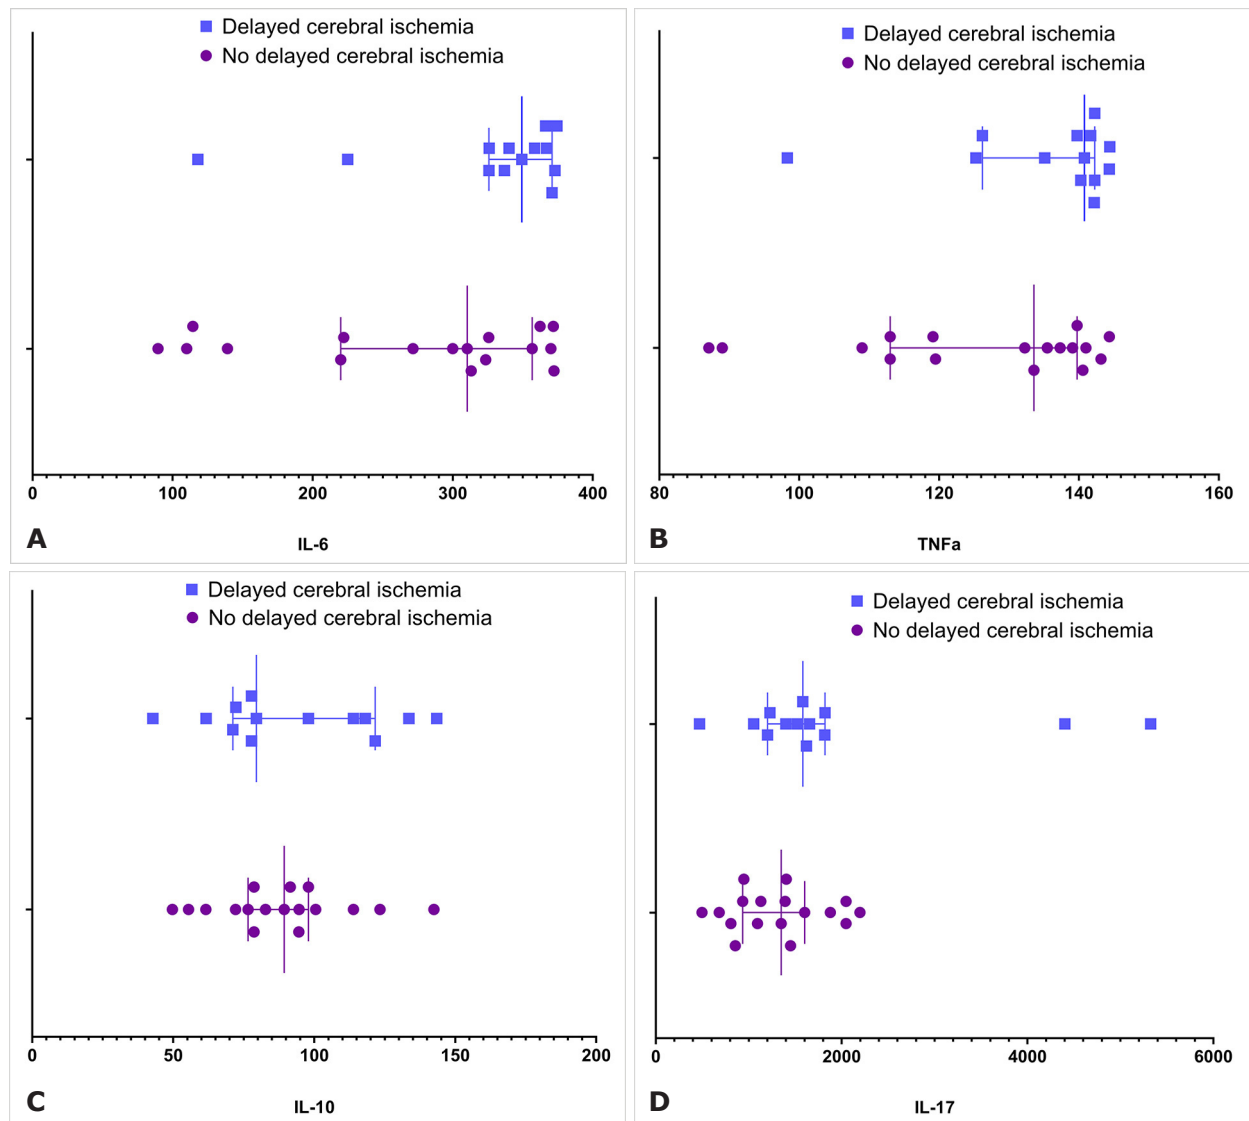 Delayed cerebral ischemia
No delayed cerebral ischemia
0 100 200 300 400
A IL-6
Delayed cerebral ischemia
No delayed cerebral ischemia
80 100 120 140 160
B TNFa
Delayed cerebral ischemia
No delayed cerebral ischemia
0 50 100 150 200
C IL-10
Delayed cerebral ischemia
No delayed cerebral ischemia
0 2000 4000 6000
D IL-17